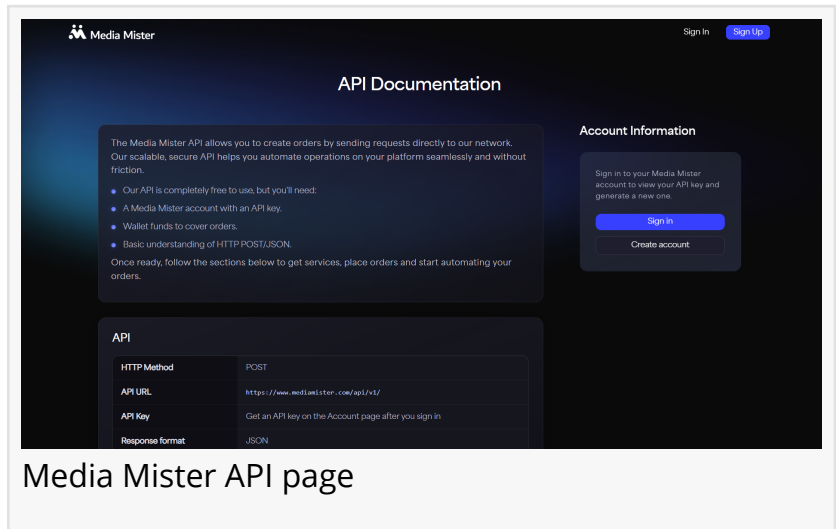 Media Mister
Sign In
Sign Up
API Documentation
The Media Mister API allows you to create orders by sending requests directly to our network.
Our scalable, secure API helps you automate operations on your platform seamlessly and without
friction.
Our API is completely free to use, but you'll need:
A Media Mister account with an API key.
Wallet funds to cover orders.
Basic understanding of HTTP POST/JSON.
Once ready, follow the sections below to get services, place orders and start automating your
orders.
Account Information
Sign in to your Media Mister
account to view your API key and
generate a new one.
Sign in
Create account
API
HTTP Method POST
API URL https://www.mediamister.com/api/v1/
API Key Get an API key on the Account page after you sign in
Response format JSON
Media Mister API page